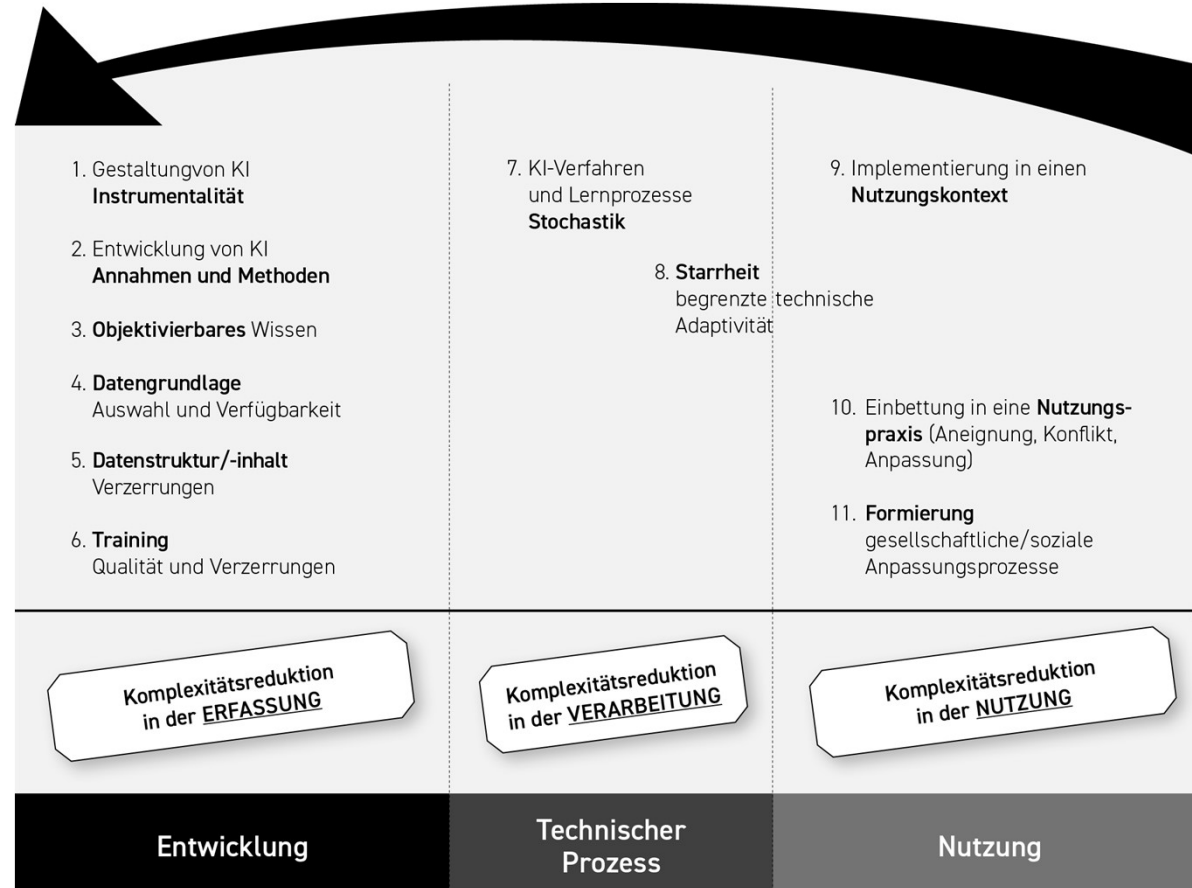 1. Gestaltungvon KI
Instrumentalität
2. Entwicklung von KI
Annahmen und Methoden
3. Objektivierbares Wissen
4. Datengrundlage
Auswahl und Verfügbarkeit
5. Datenstruktur/-inhalt
Verzerrungen
6. Training
Qualität und Verzerrungen
7. KI-Verfahren
und Lernprozesse
Stochastik
8. Starrheit
begrenzte technische
Adaptivität
9. Implementierung in einen
Nutzungskontext
10. Einbettung in eine Nutzungs-
praxis (Aneignung, Konflikt,
Anpassung)
11. Formierung
gesellschaftliche/soziale
Anpassungsprozesse
Komplexitätsreduktion
in der ERFASSUNG
Komplexitätsreduktion
in der VERARBEITUNG
Komplexitätsreduktion
in der NUTZUNG
Entwicklung
Technischer
Prozess
Nutzung